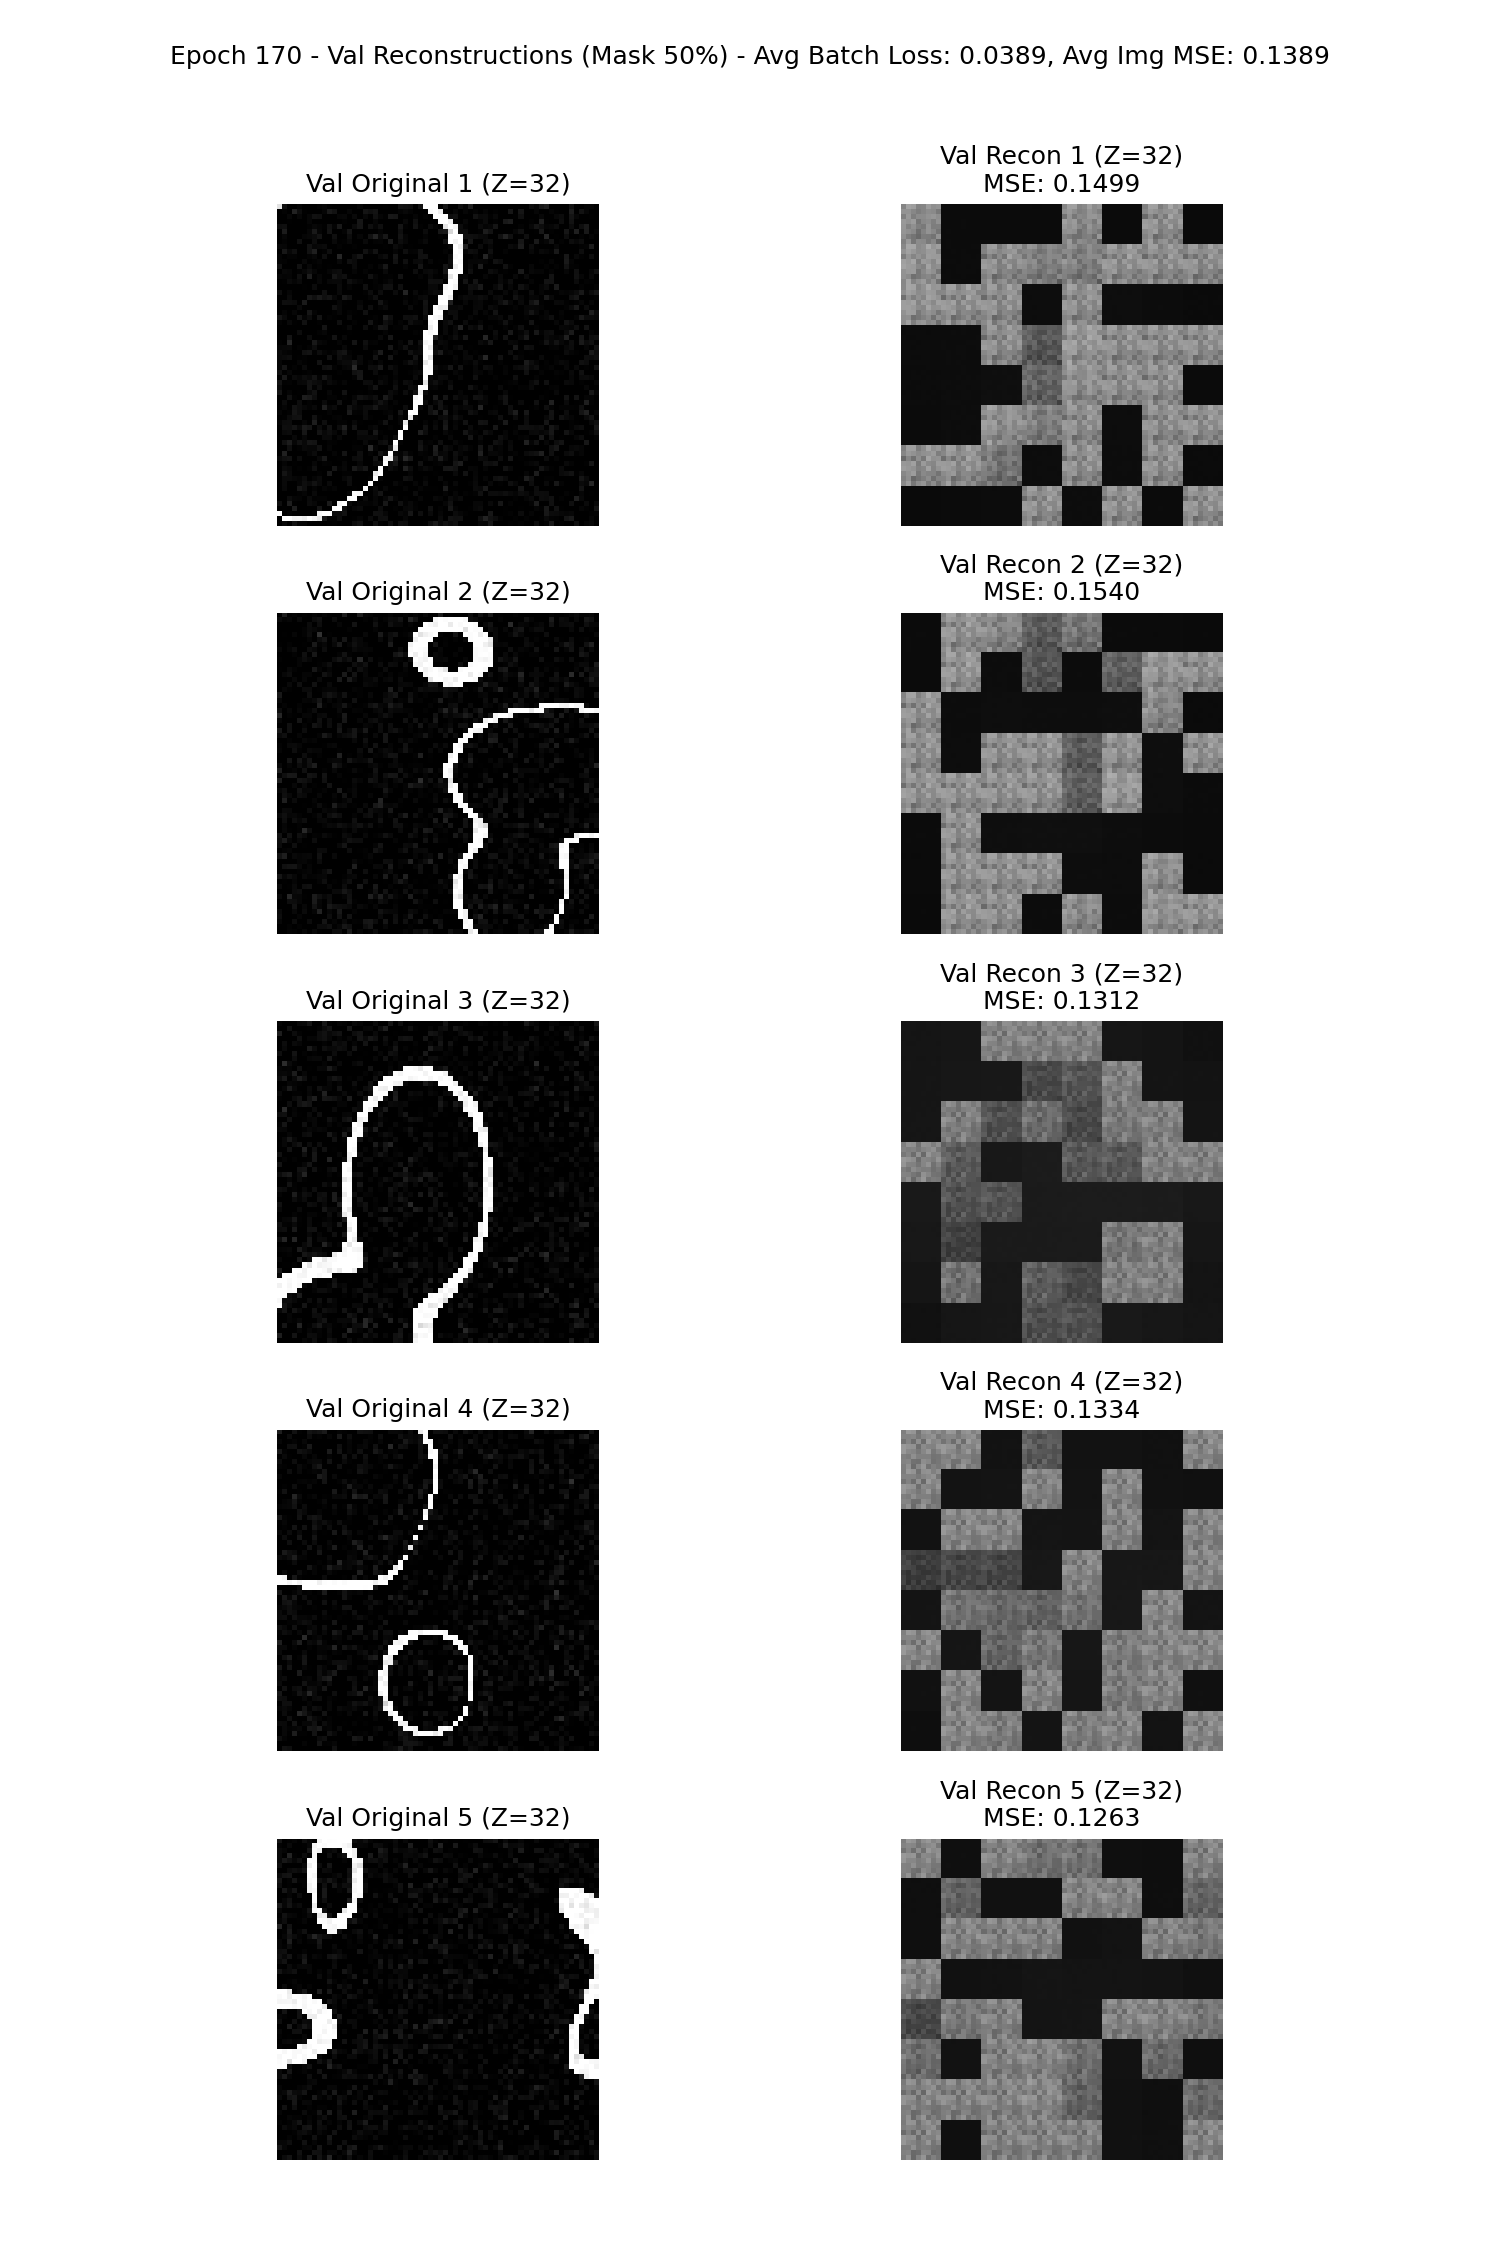 Epoch 170 - Val Reconstructions (Mask 50%) - Avg Batch Loss: 0.0389, Avg Img MSE: 0.1389
Val Original 1 (Z=32)
Val Recon 1 (Z=32)
MSE: 0.1499
Val Original 2 (Z=32)
Val Recon 2 (Z=32)
MSE: 0.1540
Val Original 3 (Z=32)
Val Recon 3 (Z=32)
MSE: 0.1312
Val Original 4 (Z=32)
Val Recon 4 (Z=32)
MSE: 0.1334
Val Original 5 (Z=32)
Val Recon 5 (Z=32)
MSE: 0.1263